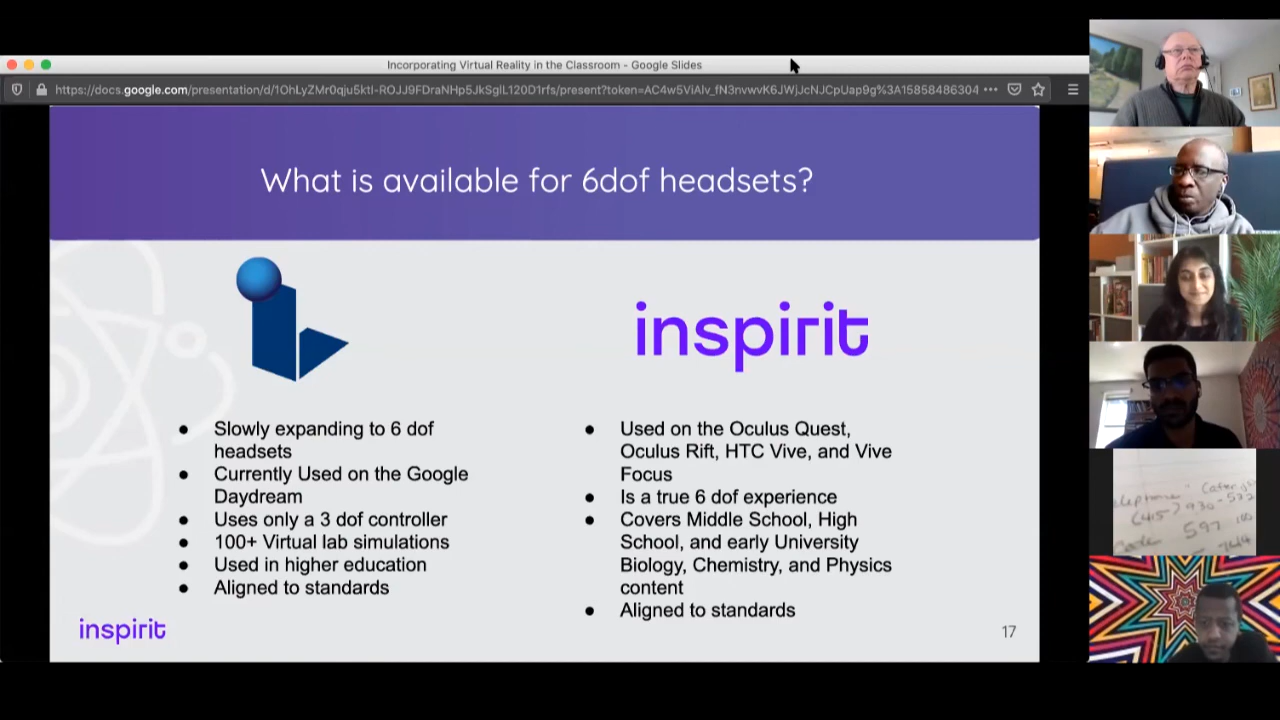 Incorporating Virtual Reality in the Classroom - Google Slides
https://docs.google.com/presentation/d/1OhLyZMr0qju5ktI-ROJJ9FDraNHp5JkSglL120D1rfs/present?token=AC4w5ViAlv_fN3nvwvK6JWjJcNJCpUap9g%3A15858486304
What is available for 6dof headsets?
inspirit
● Slowly expanding to 6 dof
headsets
● Currently Used on the Google
Daydream
● Uses only a 3 dof controller
● 100+ Virtual lab simulations
● Used in higher education
● Aligned to standards
● Used on the Oculus Quest,
Oculus Rift, HTC Vive, and Vive
Focus
● Is a true 6 dof experience
● Covers Middle School, High
School, and early University
Biology, Chemistry, and Physics
content
● Aligned to standards
inspirit
17
(415) 930-
597